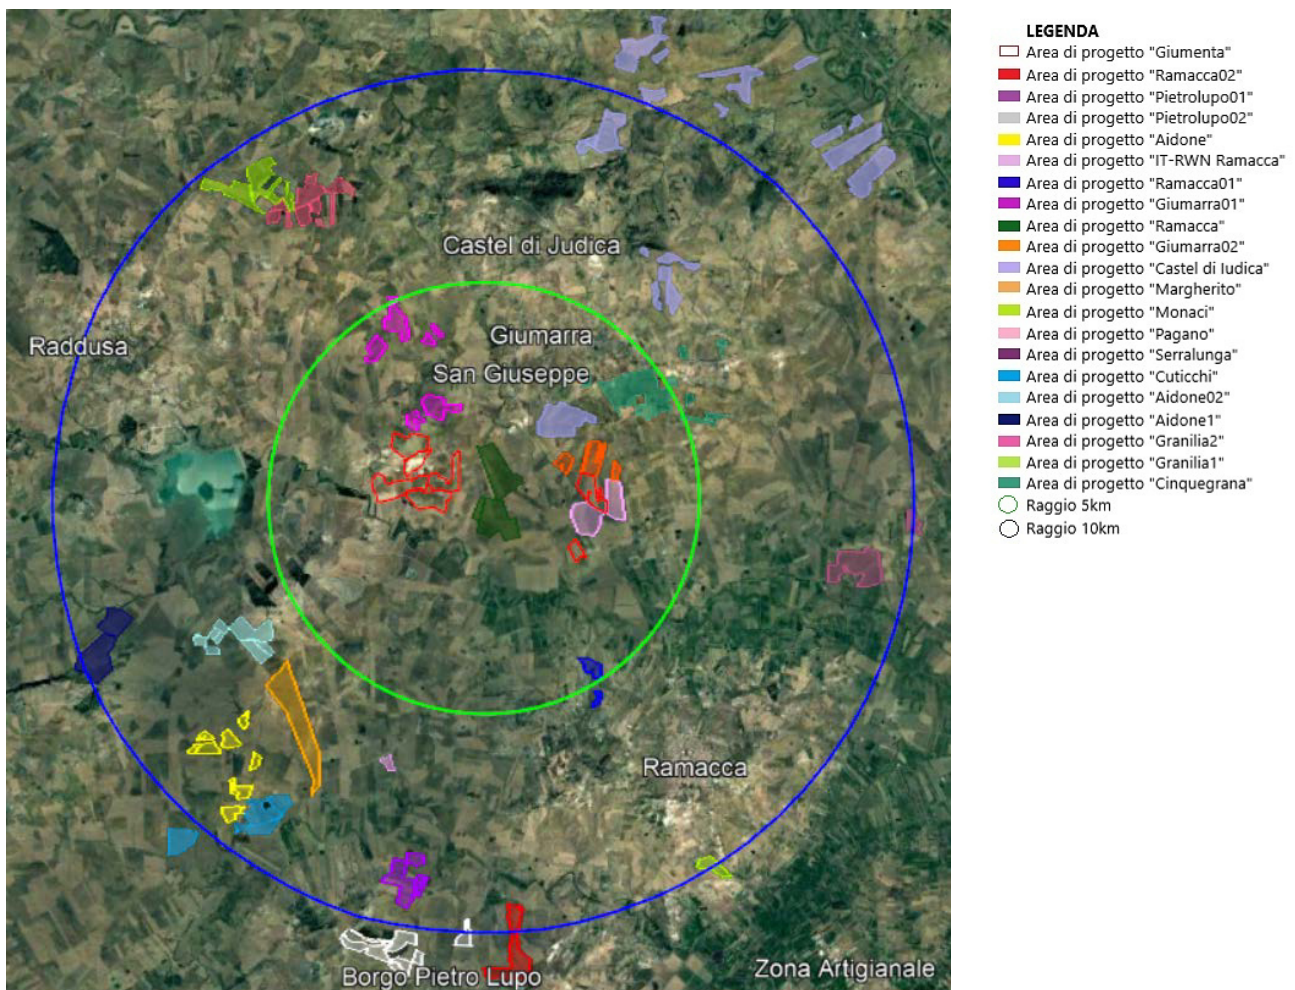 Castel di Judica
Giumarra
Raddusa
San Giuseppe
Ramacca
Borgo Pietro Lupo
Zona Artigianale
LEGENDA
Area di progetto "Giumenta"
Area di progetto "Ramacca02"
Area di progetto "Pietrolupo01"
Area di progetto "Pietrolupo02"
Area di progetto "Aidone"
Area di progetto "IT-RWN Ramacca"
Area di progetto "Ramacca01"
Area di progetto "Giumarra01"
Area di progetto "Ramacca"
Area di progetto "Giumarra02"
Area di progetto "Castel di Iudica"
Area di progetto "Margherito"
Area di progetto "Monaci"
Area di progetto "Pagano"
Area di progetto "Serralunga"
Area di progetto "Cuticchi"
Area di progetto "Aidone02"
Area di progetto "Aidone1"
Area di progetto "Granilia2"
Area di progetto "Granilia1"
Area di progetto "Cinquegrana"
Raggio 5km
Raggio 10km